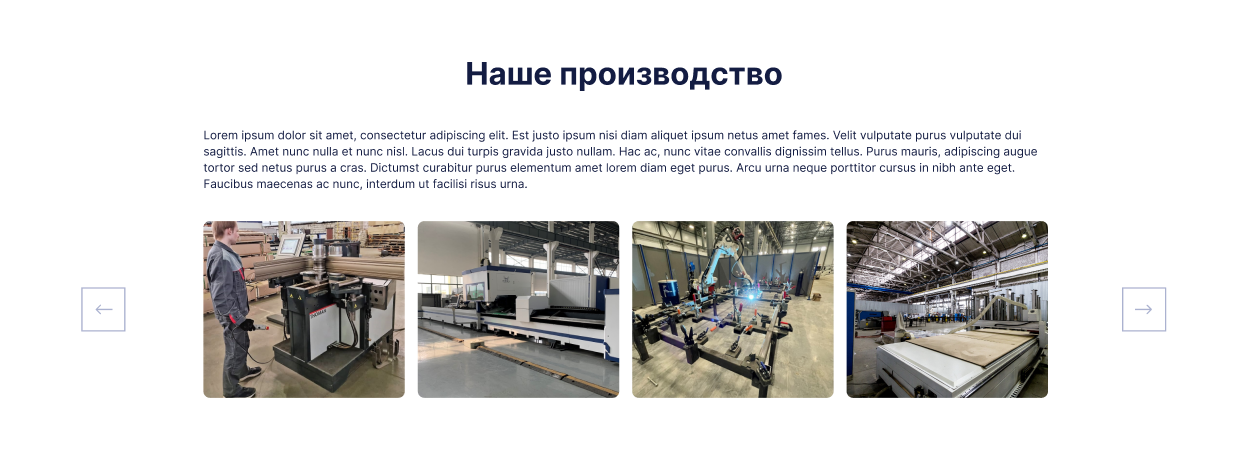 Наше производство
Lorem ipsum dolor sit amet, consectetur adipiscing elit. Est justo ipsum nisi diam aliquet ipsum netus amet fames. Velit vulputate purus vulputate dui
sagittis. Amet nunc nulla et nunc nisl. Lacus dui turpis gravida justo nullam. Hac ac, nunc vitae convallis dignissim tellus. Purus mauris, adipiscing augue
tortor sed netus purus a cras. Dictumst curabitur purus elementum amet lorem diam eget purus. Arcu urna neque porttitor cursus in nibh ante eget.
Faucibus maecenas ac nunc, interdum ut facilisi risus urna.